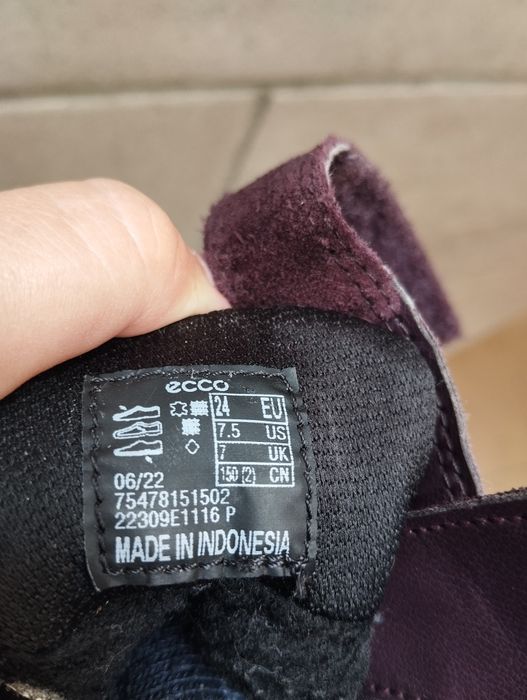 ecco
24 EU
7.5 US
7 UK
150 (2) CN
06/22
75478151502
22309E1116 P
MADE IN INDONESIA